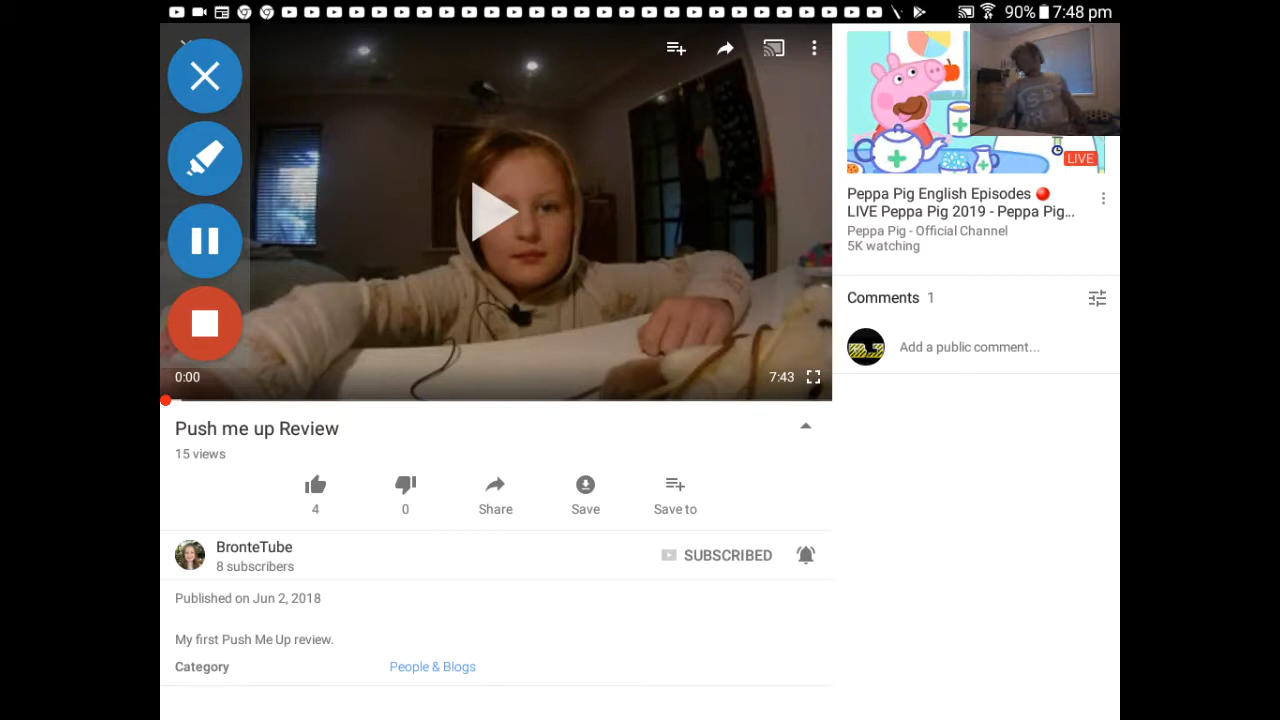 90% 7:48 pm
0:00
7:43
Push me up Review
15 views
4
0
Share
Save
Save to
BronteTube
8 subscribers
SUBSCRIBED
Published on Jun 2, 2018
My first Push Me Up review.
Category
People & Blogs
LIVE
Peppa Pig English Episodes 🔴
LIVE Peppa Pig 2019 - Peppa Pig...
Peppa Pig - Official Channel
5K watching
Comments 1
Add a public comment...